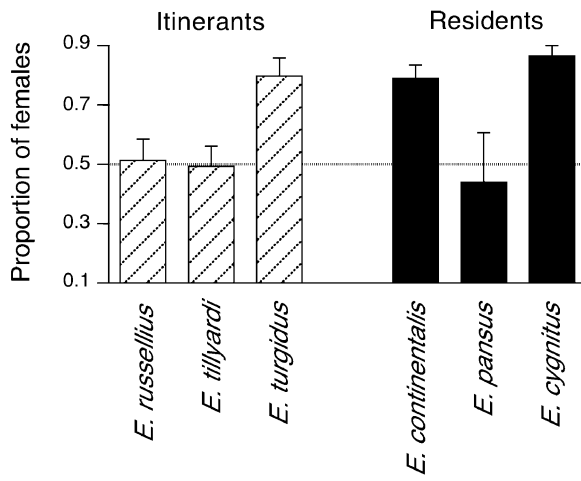 Itinerants
Residents
Proportion of females
0.9
0.7
0.5
0.3
0.1
E. russellius
E. tillyardi
E. turgidus
E. continentalis
E. pansus
E. cygnitus